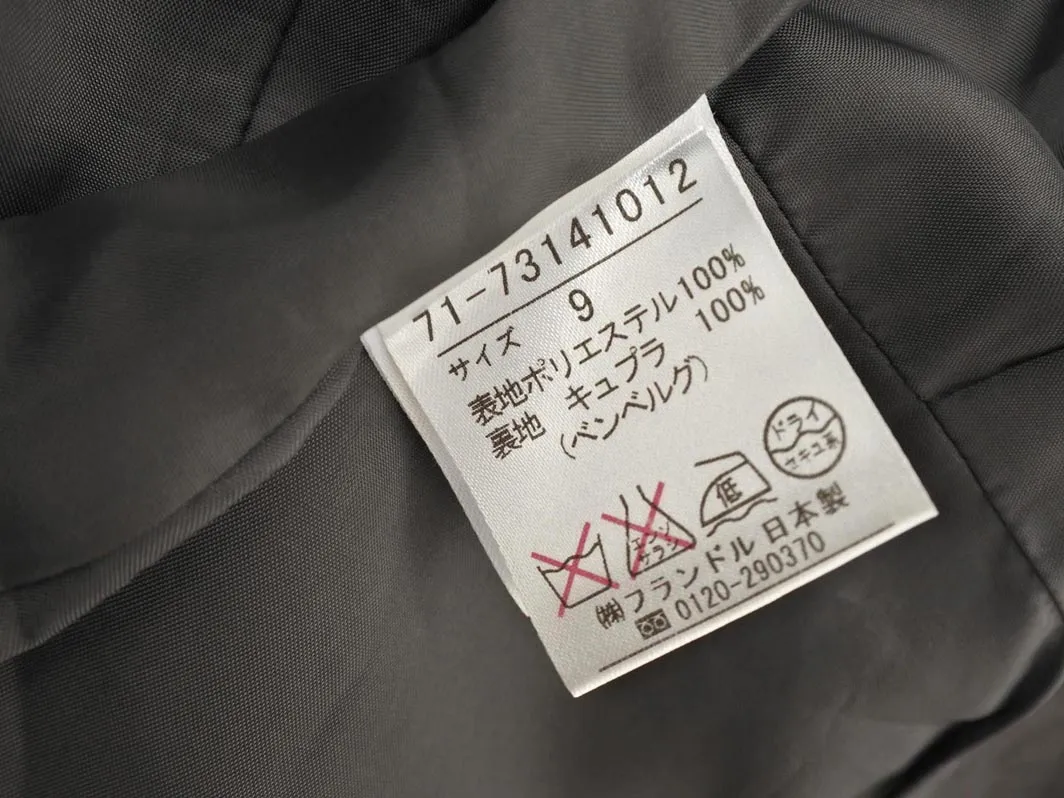 71-73141012
サイズ 9
表地ポリエステル100%
裏地 キュプラ 100%
(ベンベルグ)
エンソ
サラシ
低
ドライ
セキユ系
㈱フランドル 日本製
0120-290370